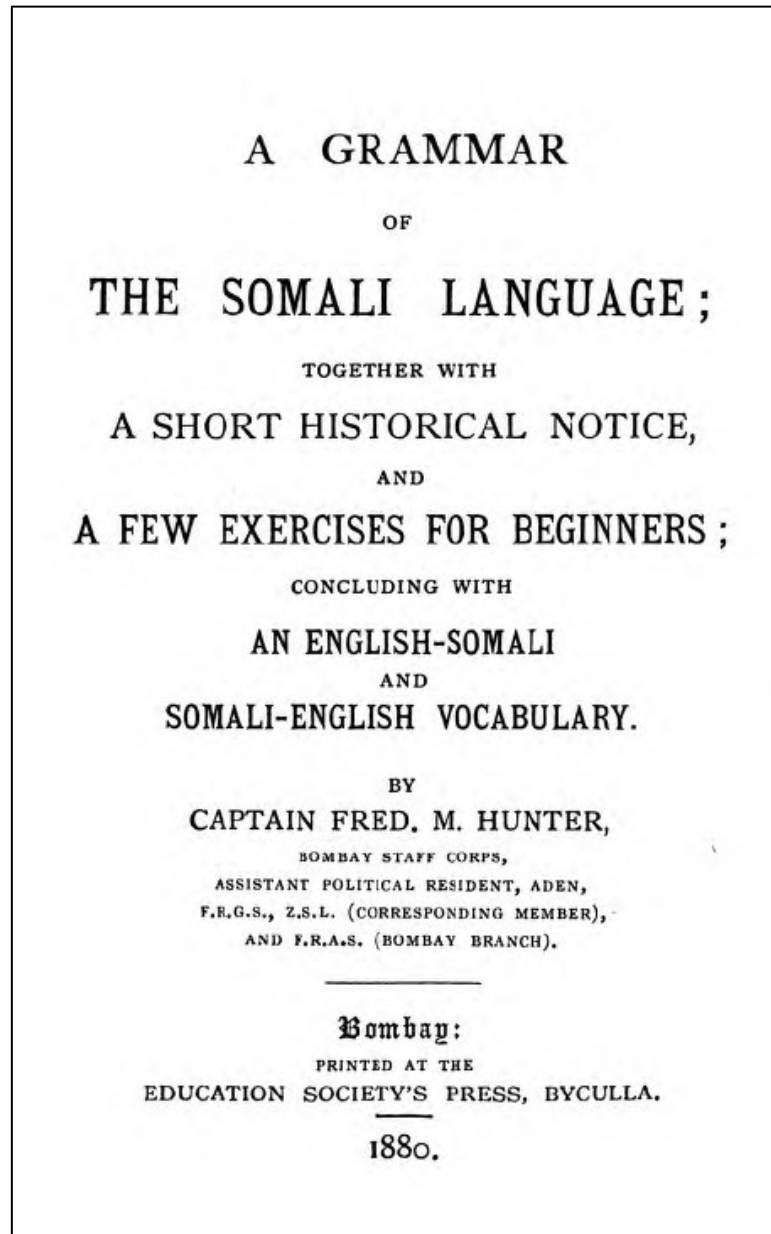 A GRAMMAR
OF
THE SOMALI LANGUAGE;
TOGETHER WITH
A SHORT HISTORICAL NOTICE,
AND
A FEW EXERCISES FOR BEGINNERS;
CONCLUDING WITH
AN ENGLISH-SOMALI
AND
SOMALI-ENGLISH VOCABULARY.
BY
CAPTAIN FRED. M. HUNTER,
BOMBAY STAFF CORPS,
ASSISTANT POLITICAL RESIDENT, ADEN,
F.R.G.S., Z.S.L. (CORRESPONDING MEMBER),
AND F.R.A.S. (BOMBAY BRANCH).
Bombay:
PRINTED AT THE
EDUCATION SOCIETY'S PRESS, BYCULLA.
1880.